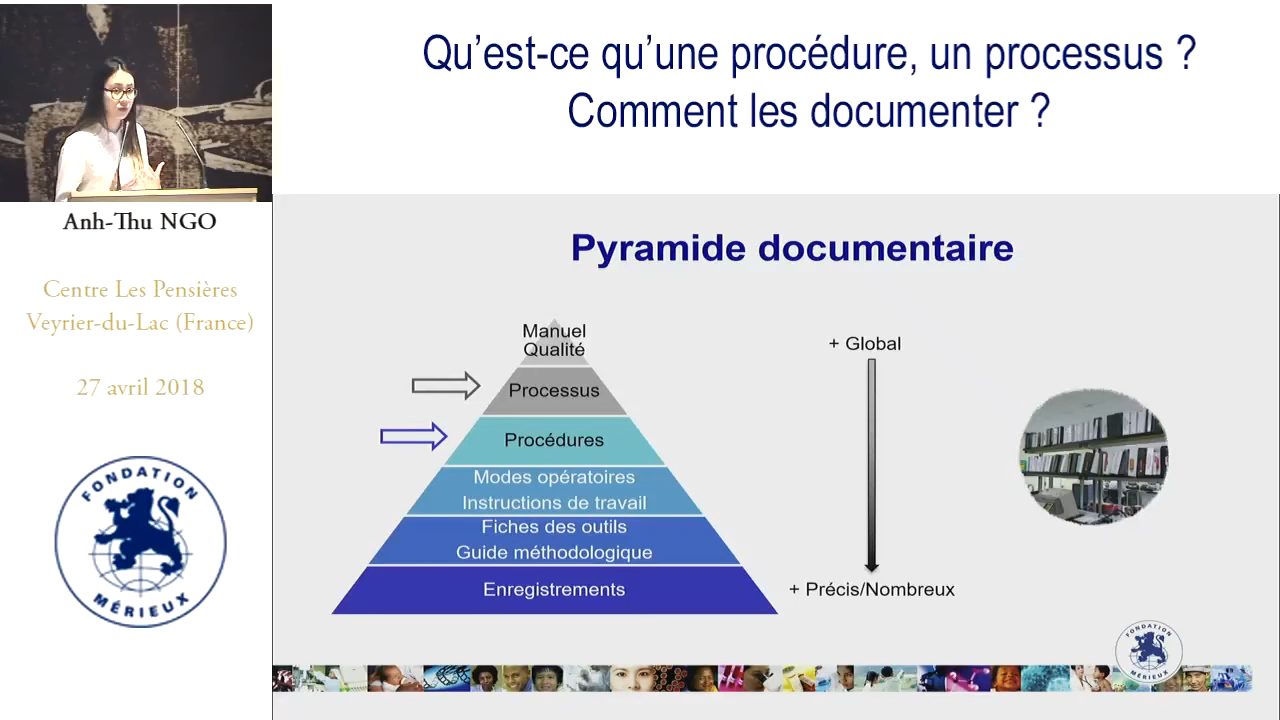 Qu’est-ce qu’une procédure, un processus ?
Comment les documenter ?
Anh-Thu NGO
Centre Les Pensières
Veyrier-du-Lac (France)
27 avril 2018
FONDATION
MÉRIEUX
Pyramide documentaire
Manuel
Qualité
Processus
Procédures
Modes opératoires
Instructions de travail
Fiches des outils
Guide méthodologique
Enregistrements
+ Global
+ Précis/Nombreux
FONDATION
MÉRIEUX